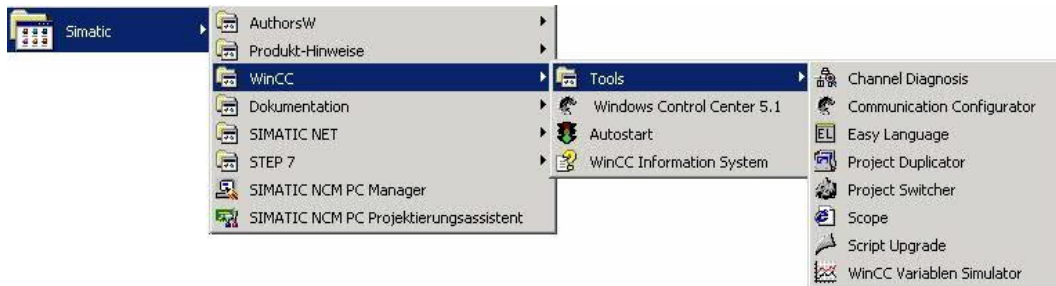 Simatic
AuthorsW
Produkt-Hinweise
WinCC
Dokumentation
SIMATIC NET
STEP 7
SIMATIC NCM PC Manager
SIMATIC NCM PC Projektierungsassistent
Tools
Windows Control Center 5.1
Autostart
WinCC Information System
Channel Diagnosis
Communication Configurator
EL Easy Language
Project Duplicator
Project Switcher
Scope
Script Upgrade
WinCC Variablen Simulator